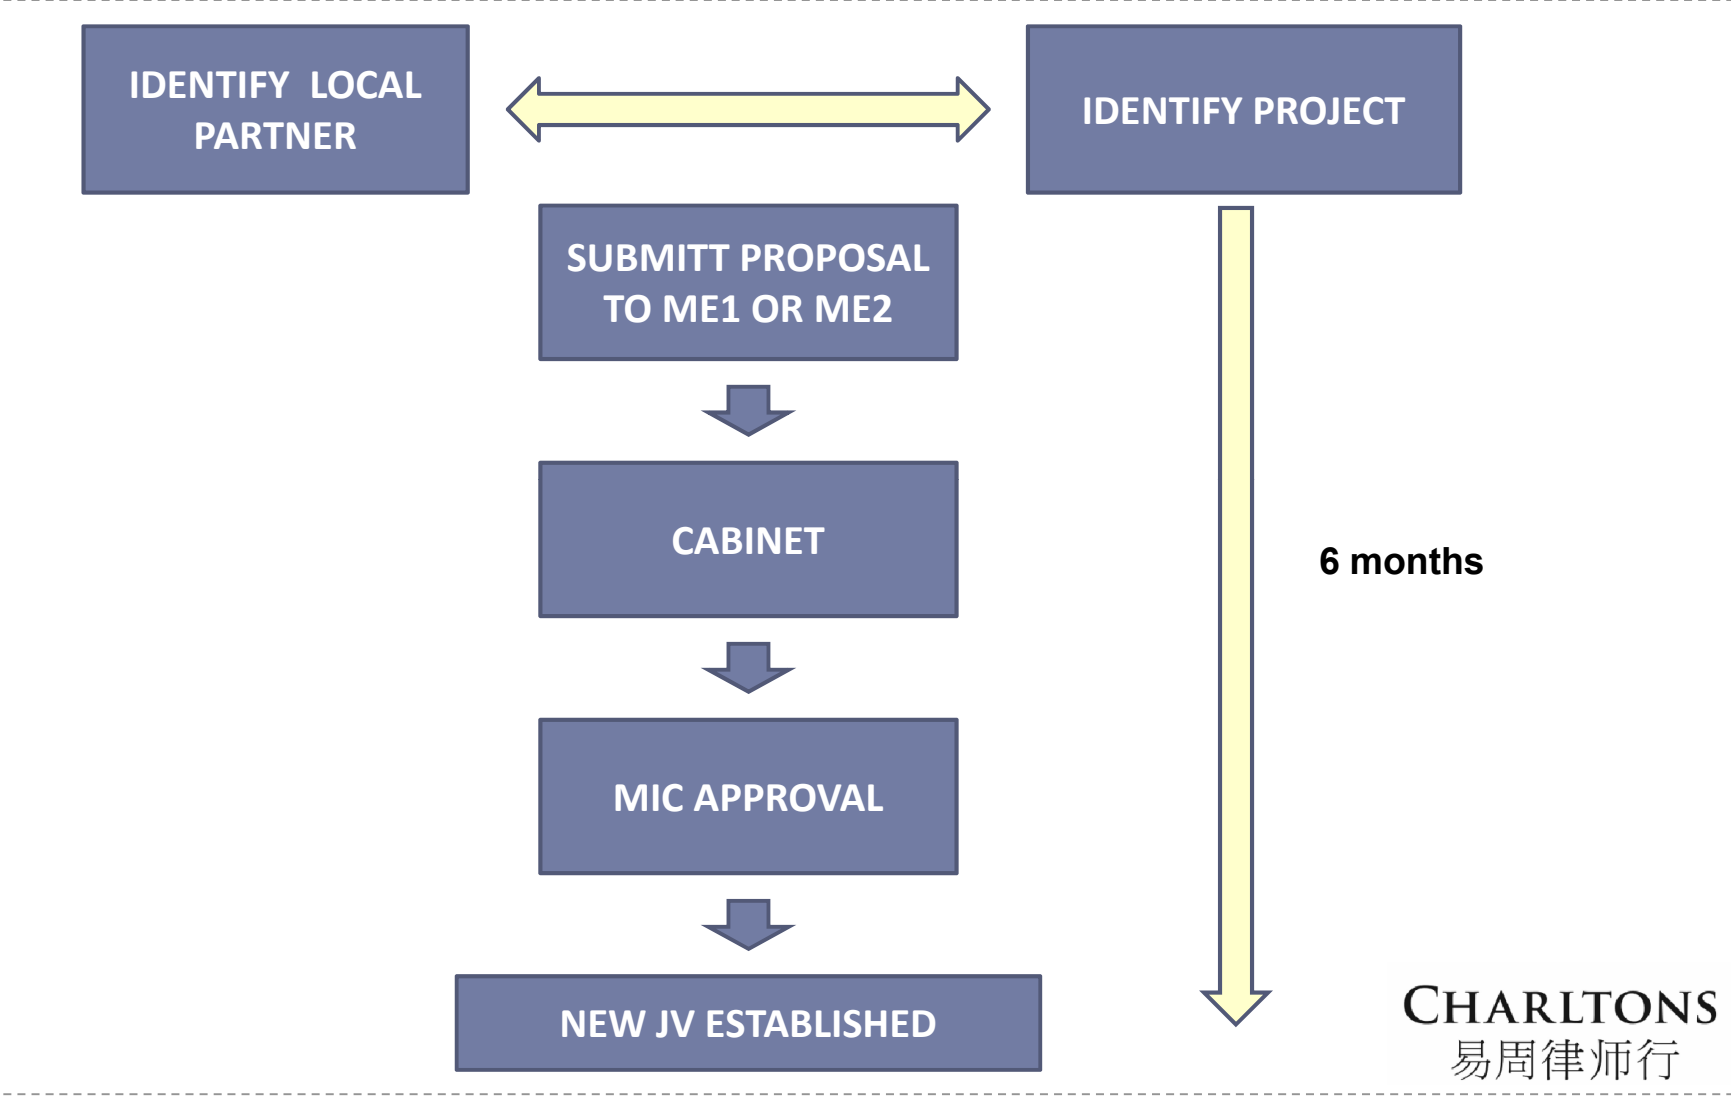 IDENTIFY LOCAL
PARTNER
IDENTIFY PROJECT
SUBMITT PROPOSAL
TO ME1 OR ME2
CABINET
6 months
MIC APPROVAL
NEW JV ESTABLISHED
CHARLTONS
易周律师行